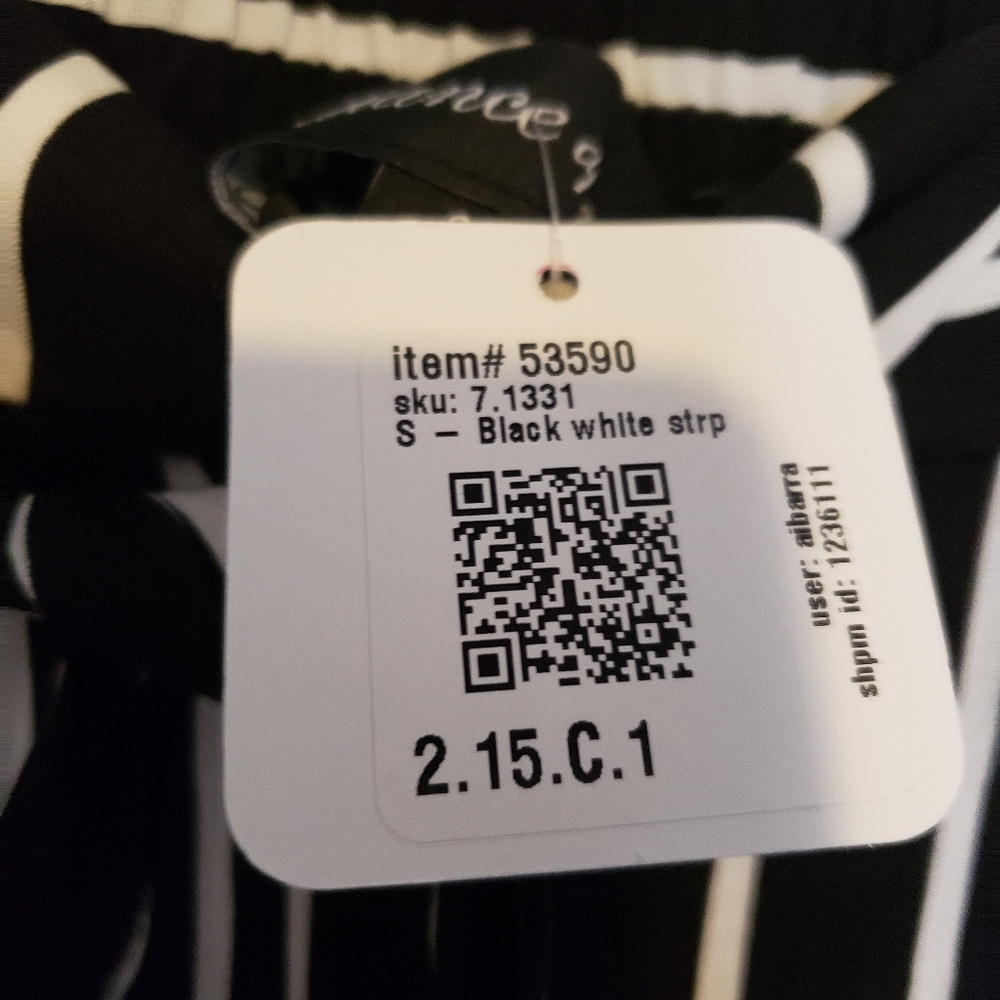 item# 53590
sku: 7.1331
S – Black white strp
user: aibarra
shpm id: 1236111
2.15.C.1